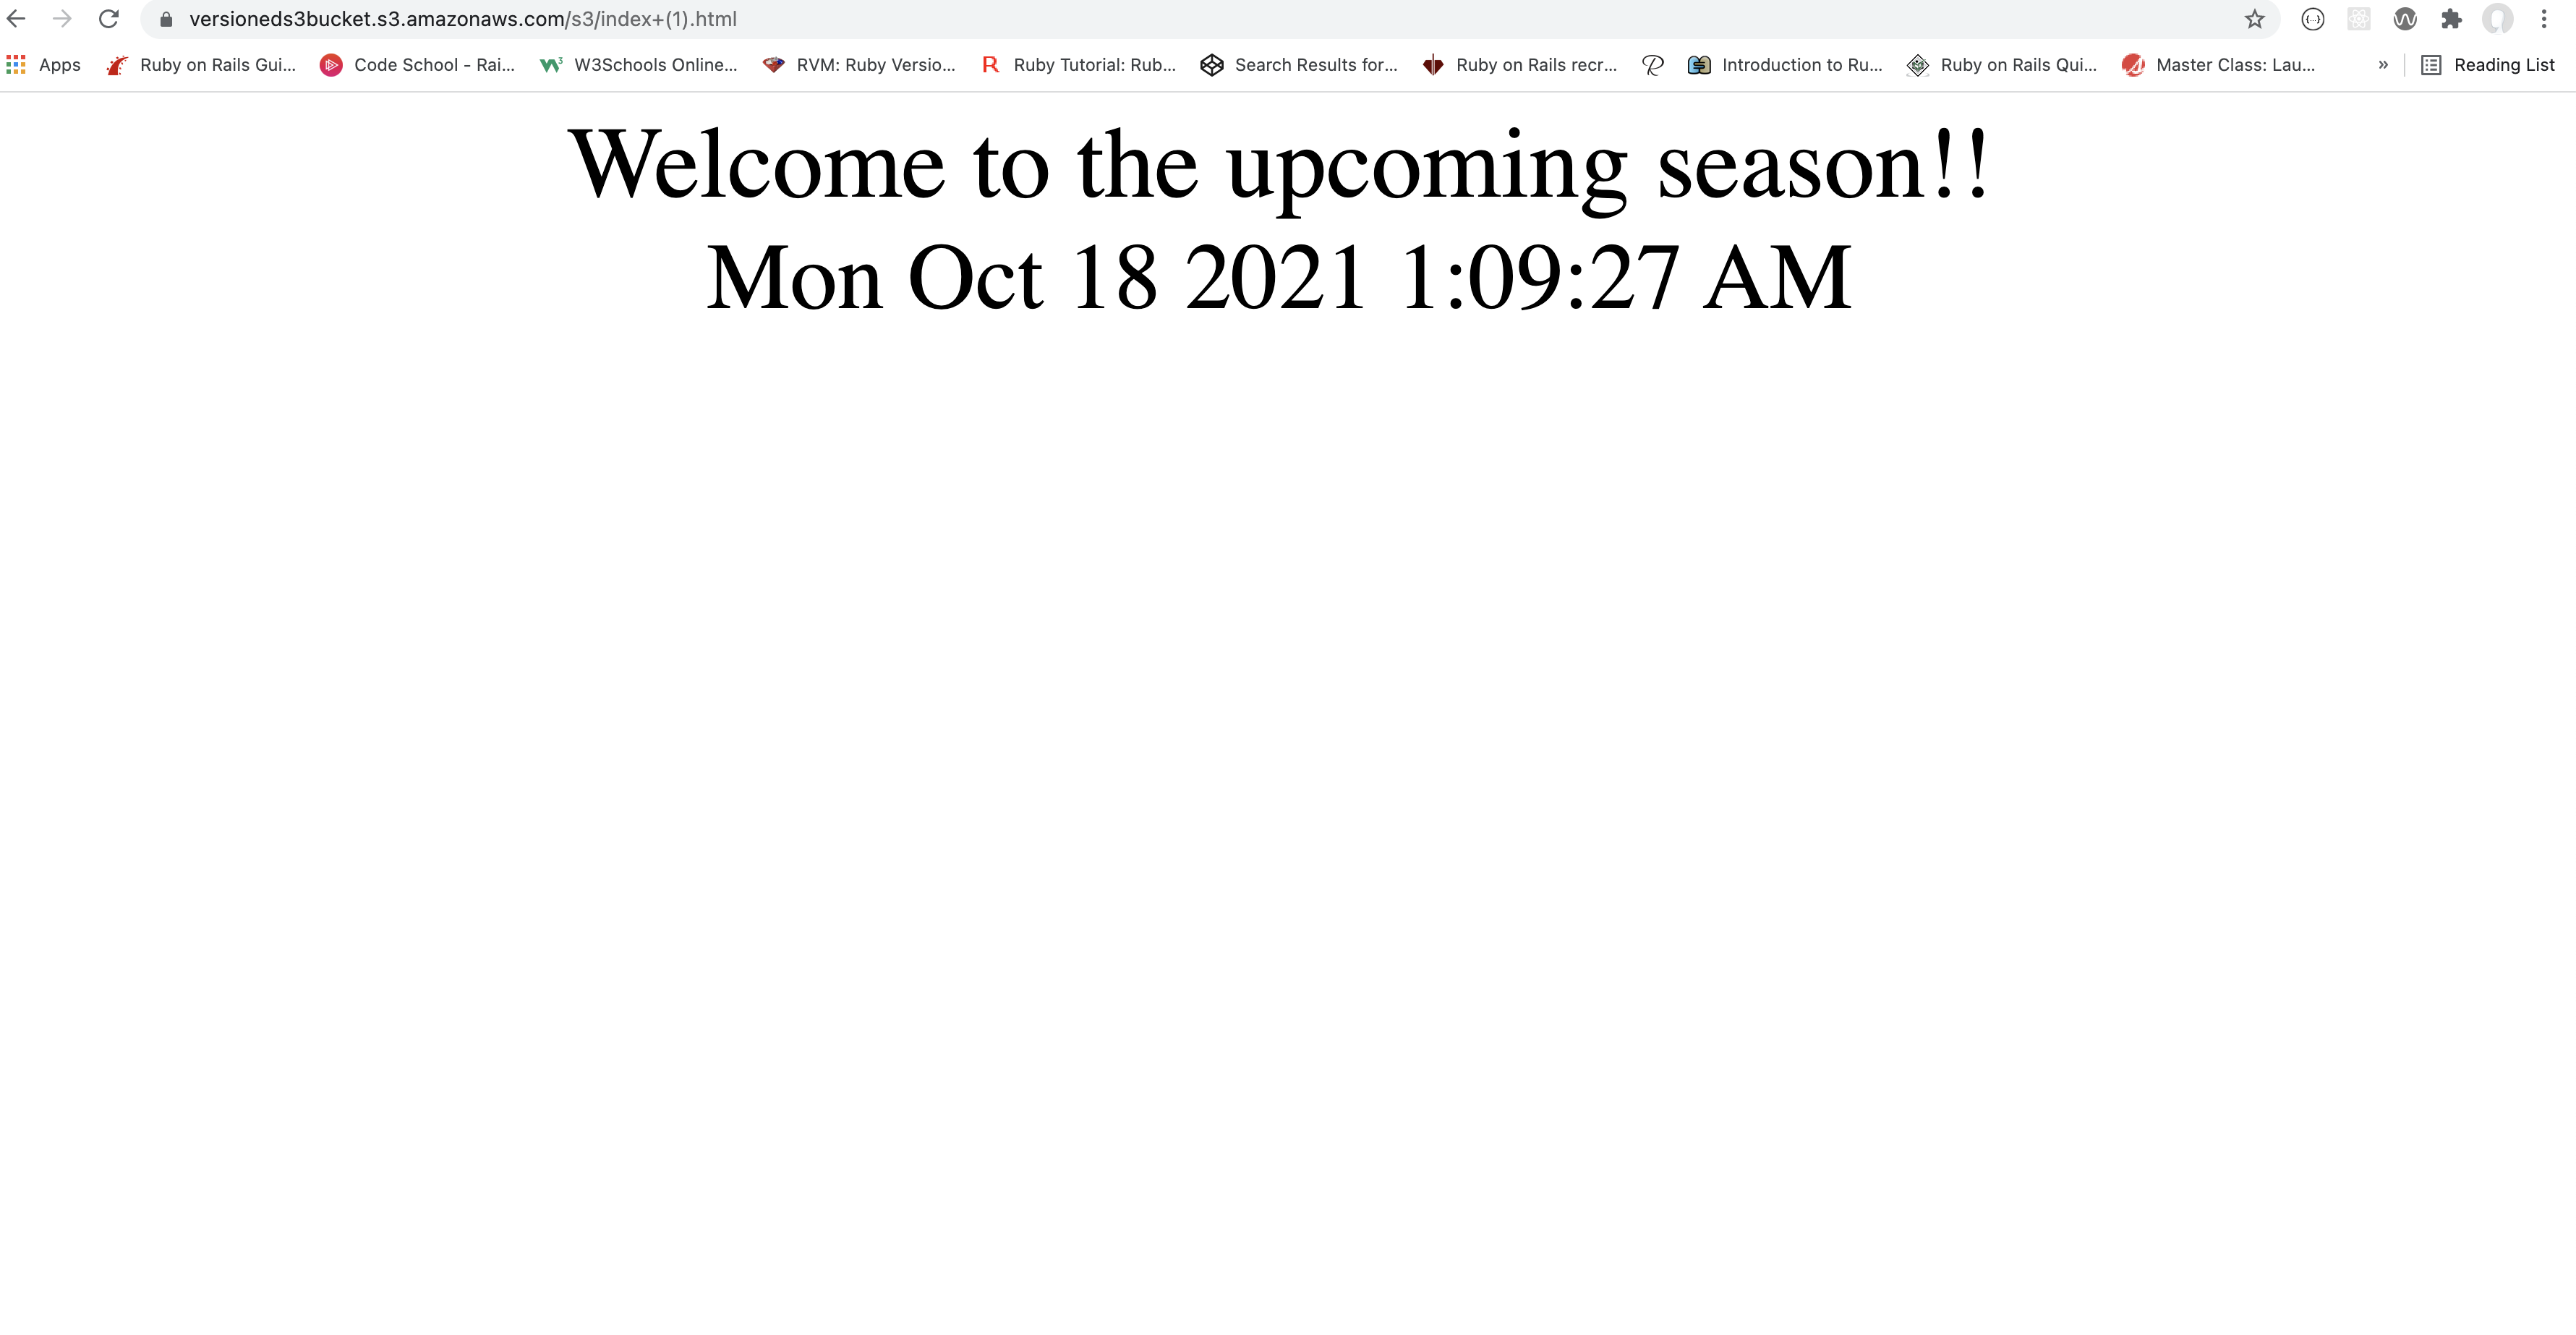 versioneds3bucket.s3.amazonaws.com/s3/index+(1).html
Apps Ruby on Rails Gui... Code School - Rai... W3Schools Online... RVM: Ruby Versio... Ruby Tutorial: Rub... Search Results for... Ruby on Rails recr... Introduction to Ru... Ruby on Rails Qui... Master Class: Lau... » Reading List
Welcome to the upcoming season!!
Mon Oct 18 2021 1:09:27 AM